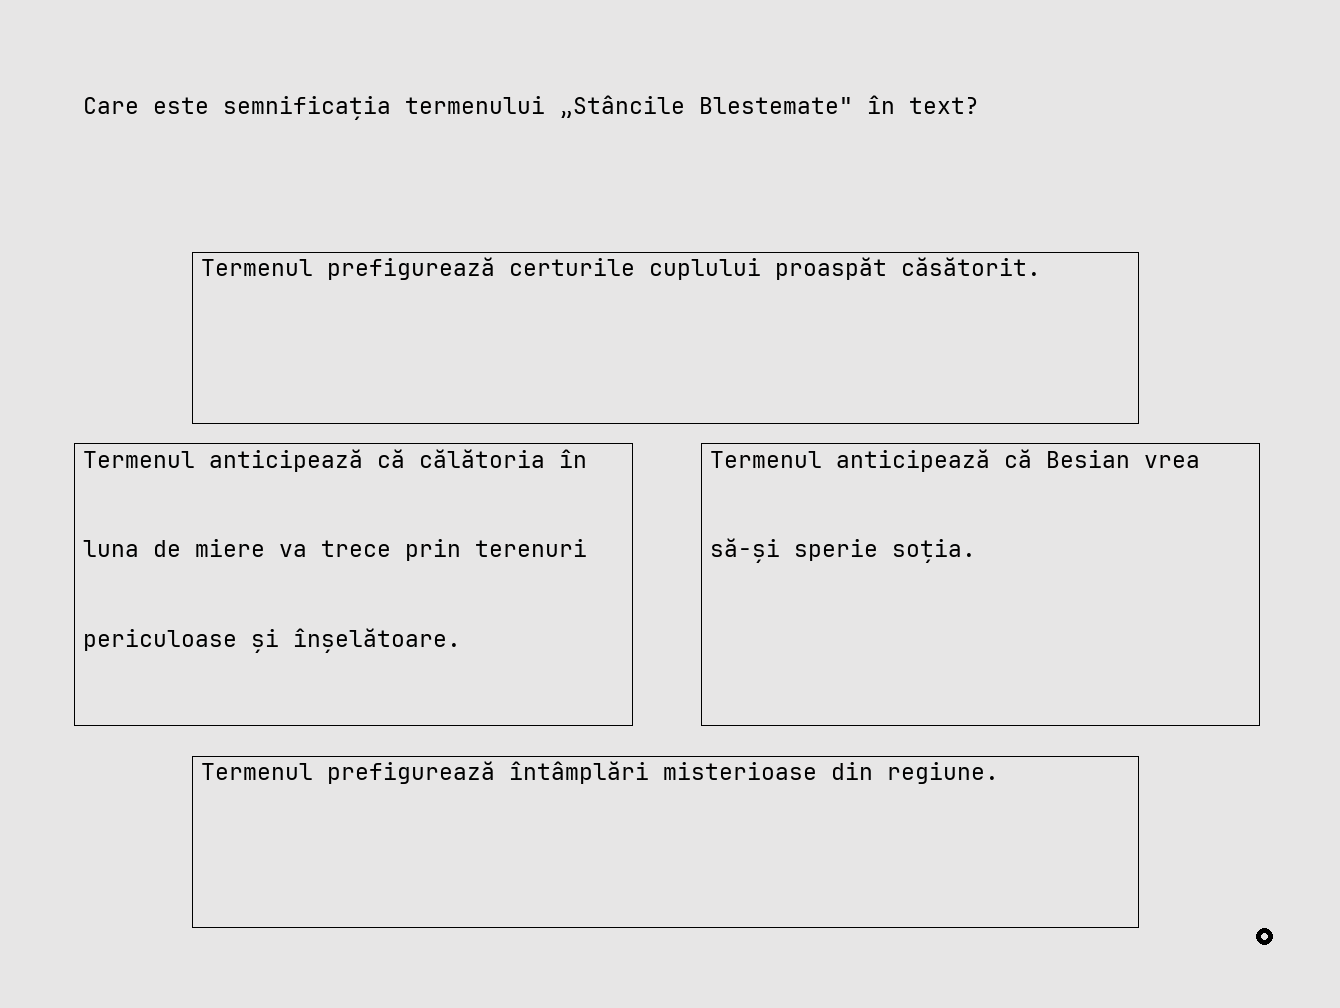 Care este semnificația termenului „Stâncile Blestemate" în text?
Termenul prefigurează certurile cuplului proaspăt căsătorit.
Termenul anticipează că călătoria în
luna de miere va trece prin terenuri
periculoase și înșelătoare.
Termenul anticipează că Besian vrea
să-și sperie soția.
Termenul prefigurează întâmplări misterioase din regiune.